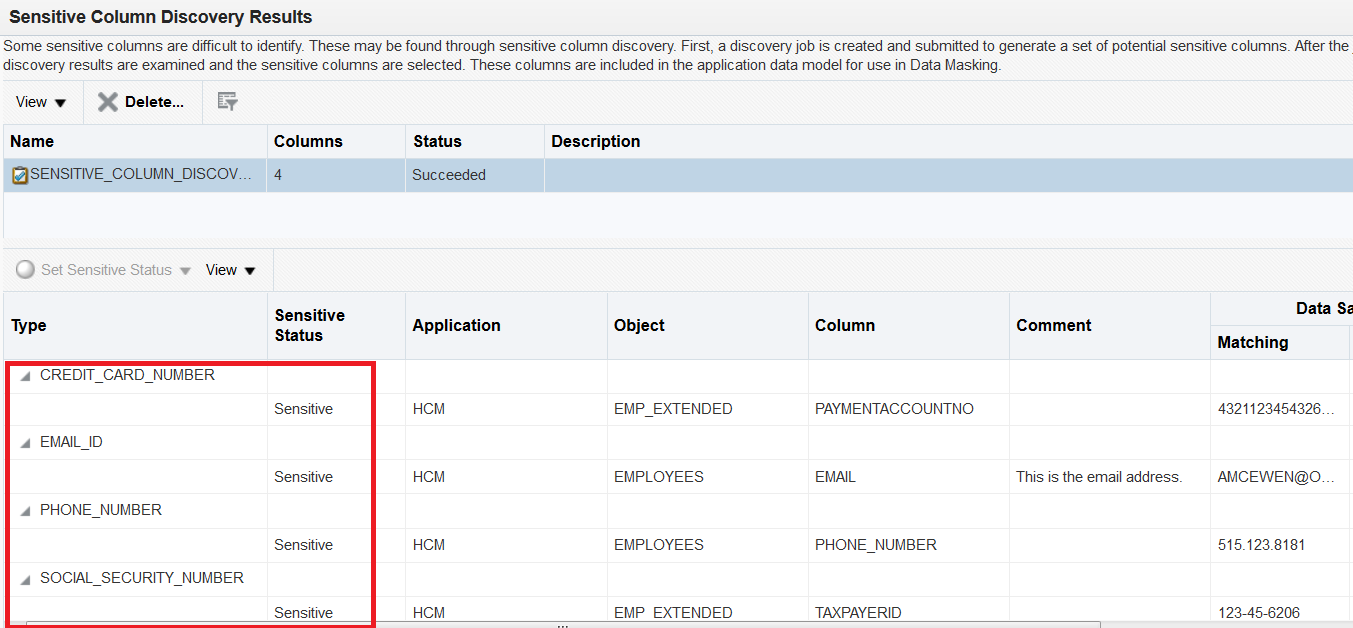 Sensitive Column Discovery Results
Some sensitive columns are difficult to identify. These may be found through sensitive column discovery. First, a discovery job is created and submitted to generate a set of potential sensitive columns. After the
discovery results are examined and the sensitive columns are selected. These columns are included in the application data model for use in Data Masking.
View Delete...
Name Columns Status Description
SENSITIVE_COLUMN_DISCOV... 4 Succeeded
Set Sensitive Status View
Type Sensitive Status Application Object Column Comment Data Sa
Matching
CREDIT_CARD_NUMBER
Sensitive HCM EMP_EXTENDED PAYMENTACCOUNTNO 4321123454326...
EMAIL_ID
Sensitive HCM EMPLOYEES EMAIL This is the email address. AMCEWEN@O...
PHONE_NUMBER
Sensitive HCM EMPLOYEES PHONE_NUMBER 515.123.8181
SOCIAL_SECURITY_NUMBER
Sensitive HCM EMP_EXTENDED TAXPAYERID 123-45-6206